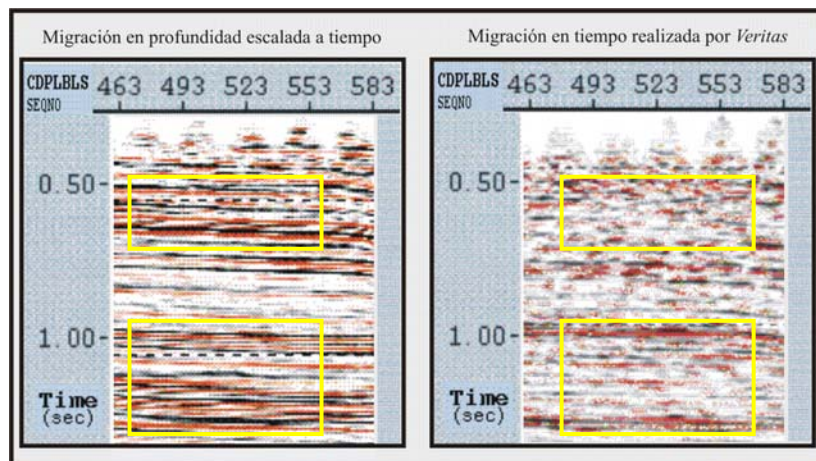 Migración en profundidad escalada a tiempo
CDPLBLS 463 493 523 553 583
SEQNO
0.50-
1.00-
Time
(sec)
Migración en tiempo realizada por Veritas
CDPLBLS 463 493 523 553 583
SEQNO
0.50-
1.00-
Time
(sec)